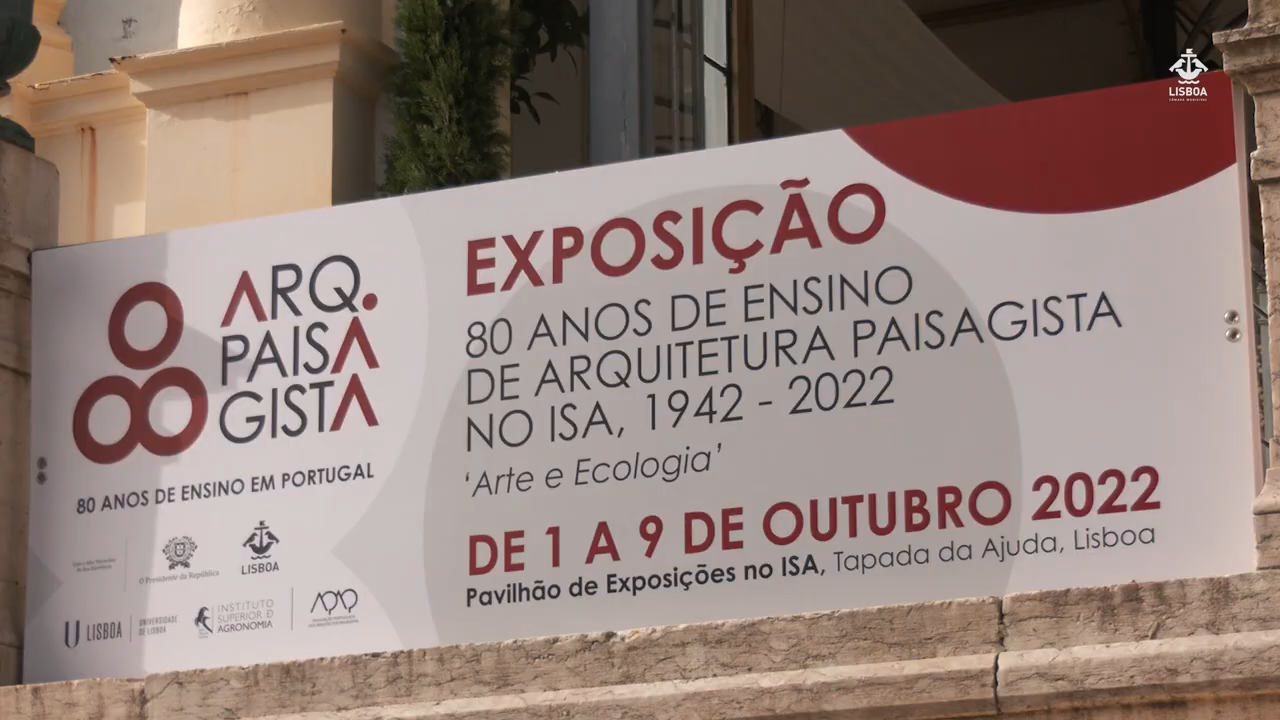 LISBOA
CÂMARA MUNICIPAL
ARQ.
PAISA
GISTA
80 ANOS DE ENSINO EM PORTUGAL
O Presidente da República
LISBOA
LISBOA
UNIVERSIDADE
DE LISBOA
INSTITUTO
SUPERIOR D
AGRONOMIA
EXPOSIÇÃO
80 ANOS DE ENSINO
DE ARQUITETURA PAISAGISTA
NO ISA, 1942 - 2022
‘Arte e Ecologia’
DE 1 A 9 DE OUTUBRO 2022
Pavilhão de Exposições no ISA, Tapada da Ajuda, Lisboa